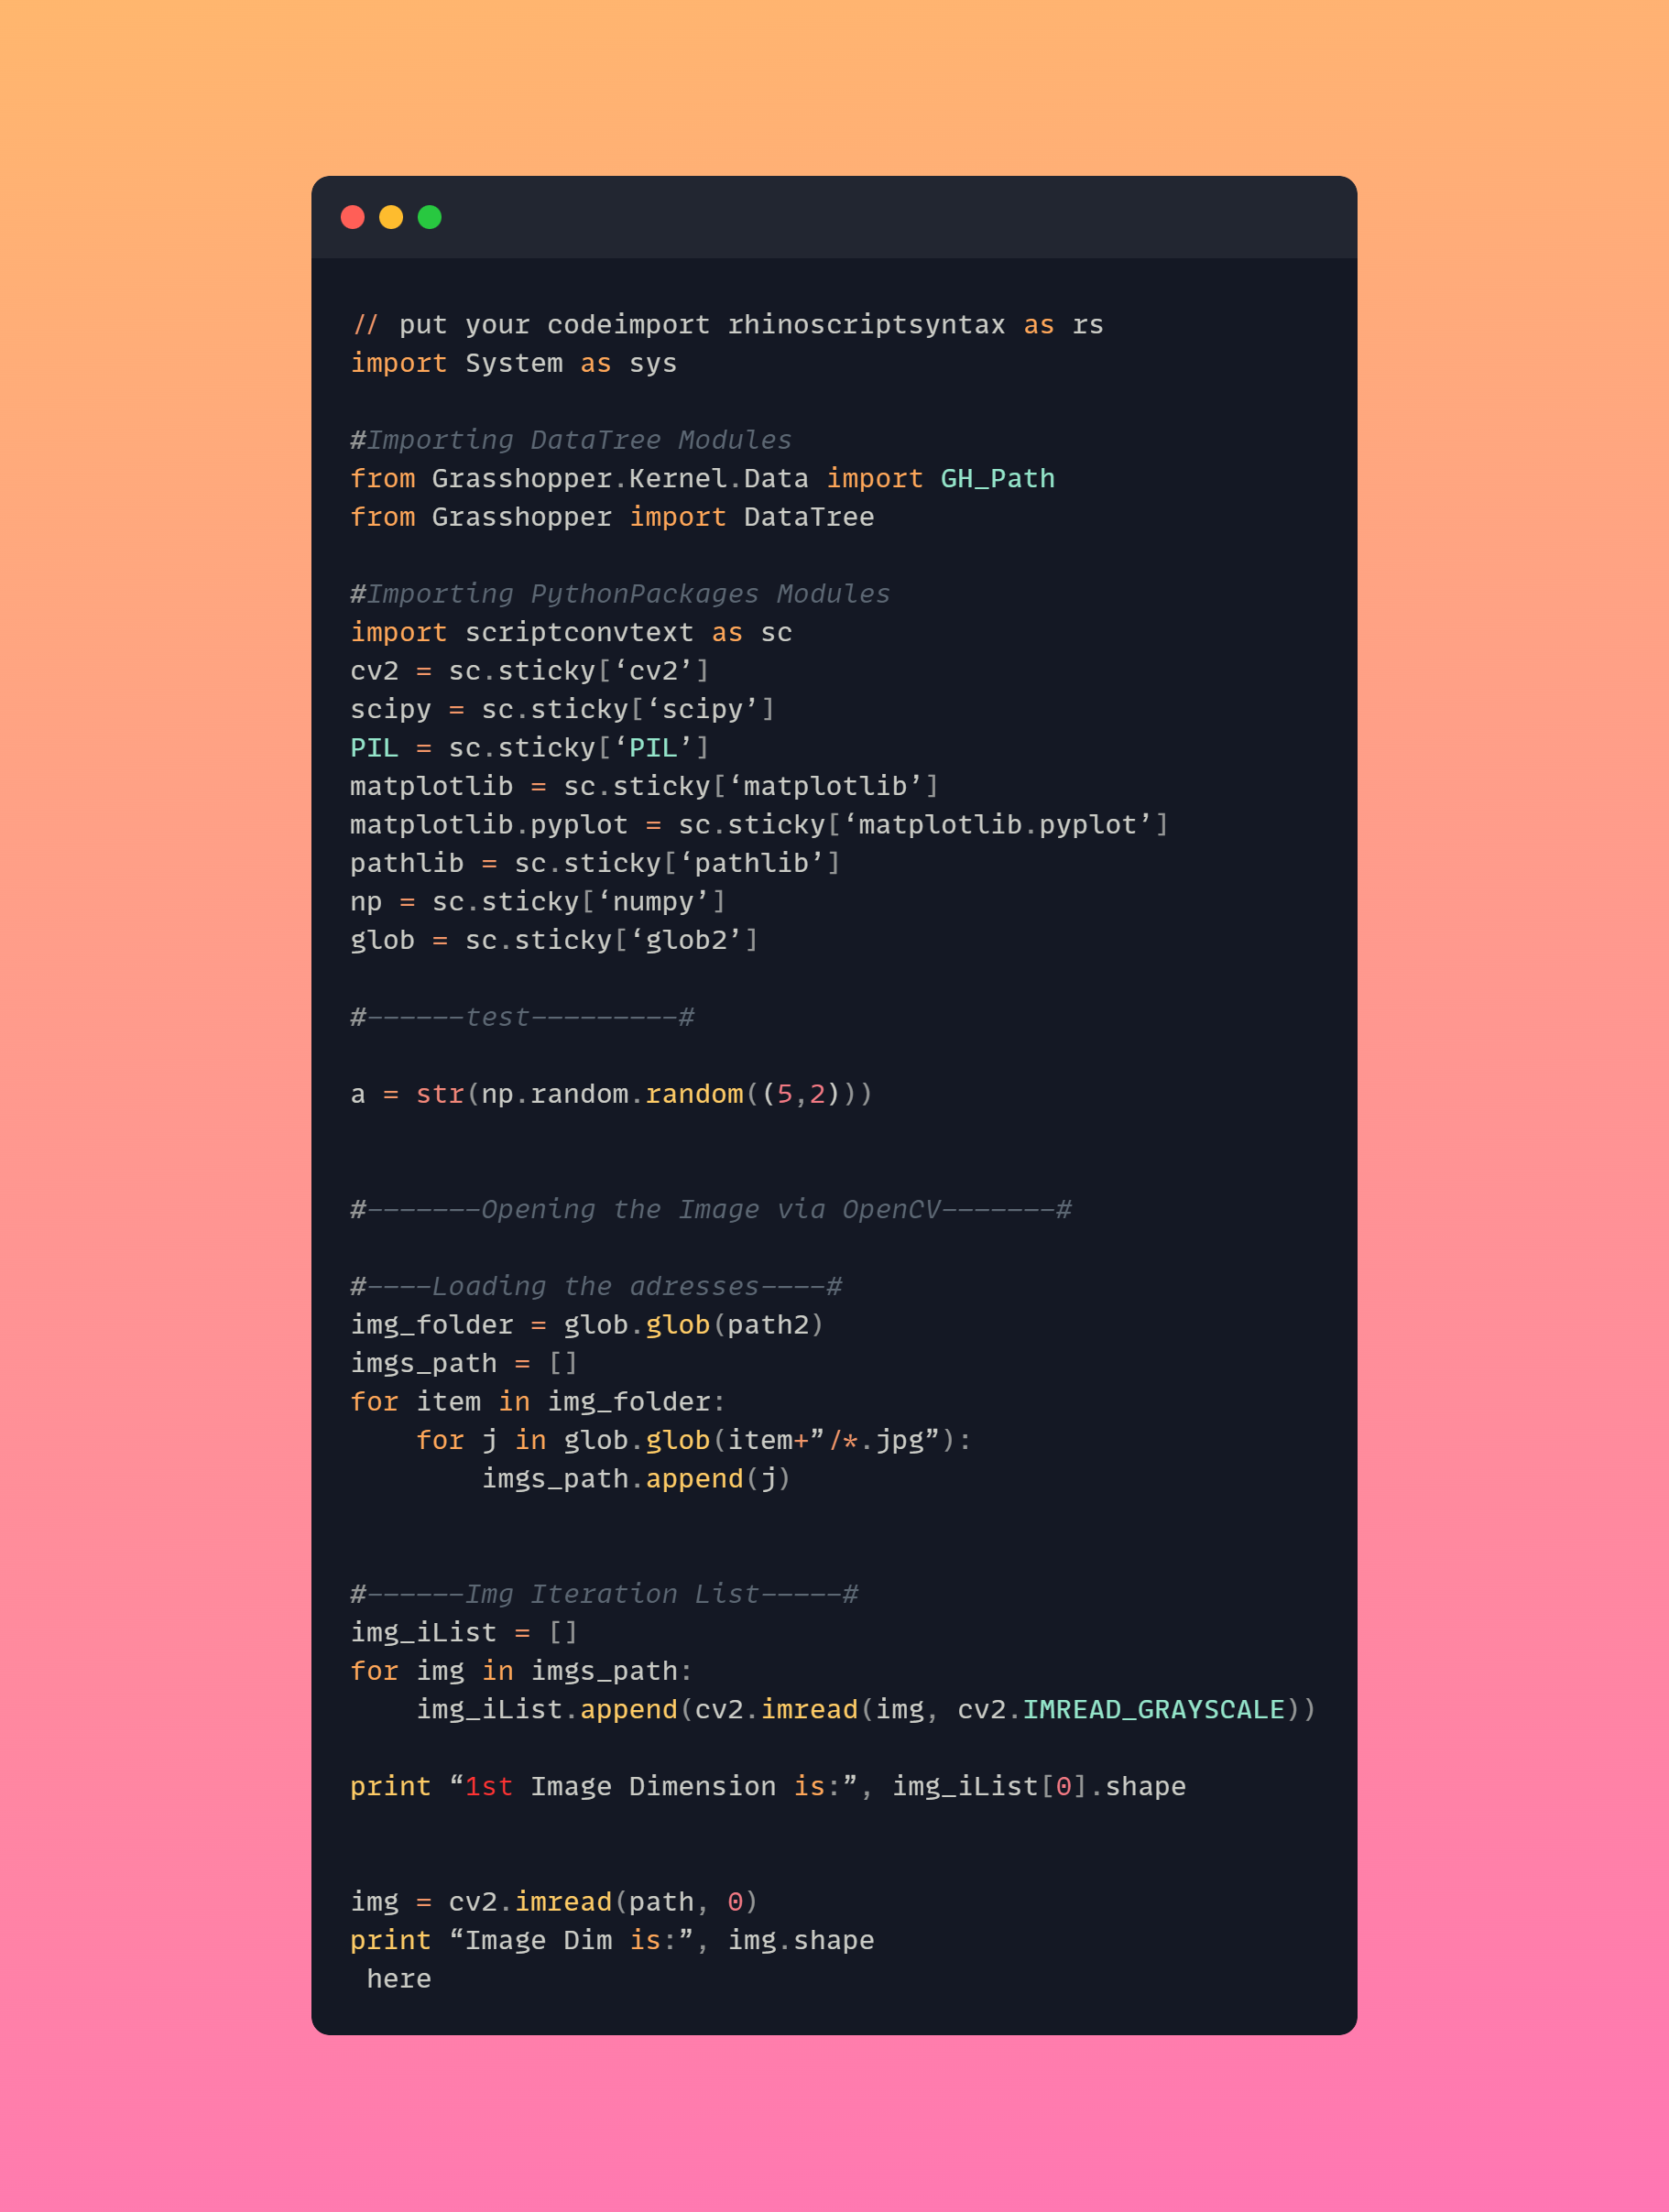 // put your codeimport rhinoscriptsyntax as rs
import System as sys
#Importing DataTree Modules
from Grasshopper.Kernel.Data import GH_Path
from Grasshopper import DataTree
#Importing PythonPackages Modules
import scriptconvtext as sc
cv2 = sc.sticky[‘cv2’]
scipy = sc.sticky[‘scipy’]
PIL = sc.sticky[‘PIL’]
matplotlib = sc.sticky[‘matplotlib’]
matplotlib.pyplot = sc.sticky[‘matplotlib.pyplot’]
pathlib = sc.sticky[‘pathlib’]
np = sc.sticky[‘numpy’]
glob = sc.sticky[‘glob2’]
#------test---------#
a = str(np.random.random((5,2)))
#-------Opening the Image via OpenCV-------#
#----Loading the adresses----#
img_folder = glob.glob(path2)
imgs_path = []
for item in img_folder:
    for j in glob.glob(item+”/*.jpg”):
        imgs_path.append(j)
#------Img Iteration List-----#
img_iList = []
for img in imgs_path:
    img_iList.append(cv2.imread(img, cv2.IMREAD_GRAYSCALE))
print “1st Image Dimension is:”, img_iList[0].shape
img = cv2.imread(path, 0)
print “Image Dim is:”, img.shape
 here